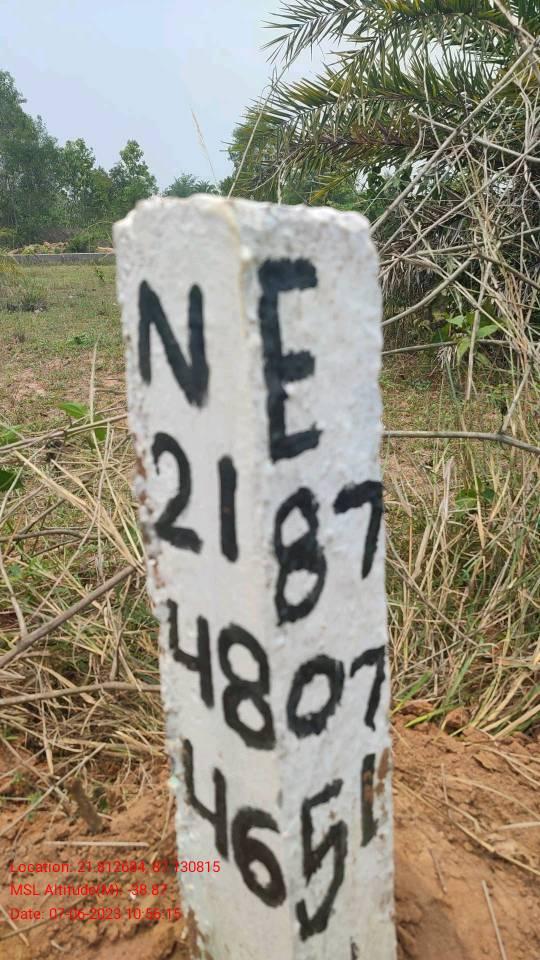 N
21
48
46
E
87
07
51
Location: 21.812684, 87.130815
MSL Altitude(M): -38.87
Date: 07-06-2023 10:56:15